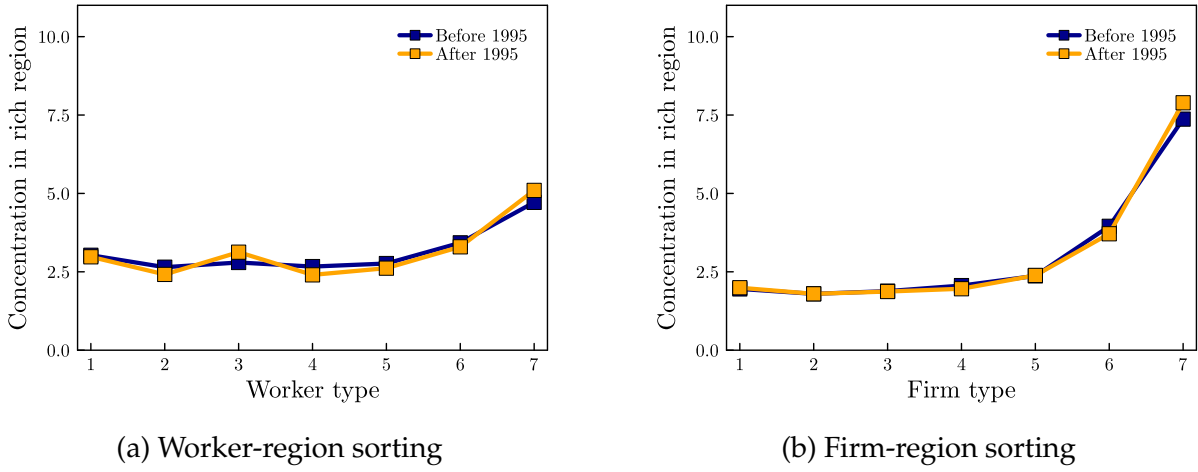 Concentration in rich region
10.0
7.5
5.0
2.5
0.0
Before 1995
After 1995
1 2 3 4 5 6 7
Worker type
(a) Worker-region sorting
Concentration in rich region
10.0
7.5
5.0
2.5
0.0
Before 1995
After 1995
1 2 3 4 5 6 7
Firm type
(b) Firm-region sorting